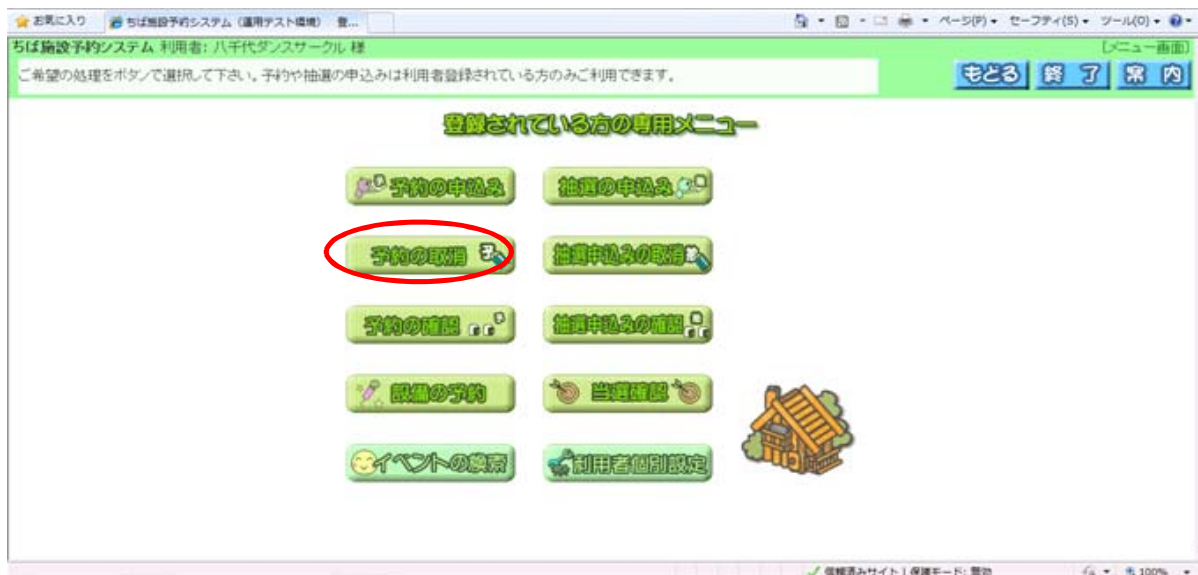 お気に入り ちば施設予約システム（運用テスト環境） 登...
ページ(P) セーフティ(S) ツール(O)
ちば施設予約システム 利用者: 八千代ダンスサークル 様 [メニュー画面]
ご希望の処理をボタンで選択して下さい。予約や抽選の申込みは利用者登録されている方のみご利用できます。
もどる 終了 案内
登録されている方の専用メニュー
予約の申込み 抽選の申込み
予約の取消 抽選申込みの取消
予約の確認 抽選申込みの確認
設備の予約 当選確認
イベントの検索 利用者個別設定
信頼済みサイト | 保護モード: 無効 100%